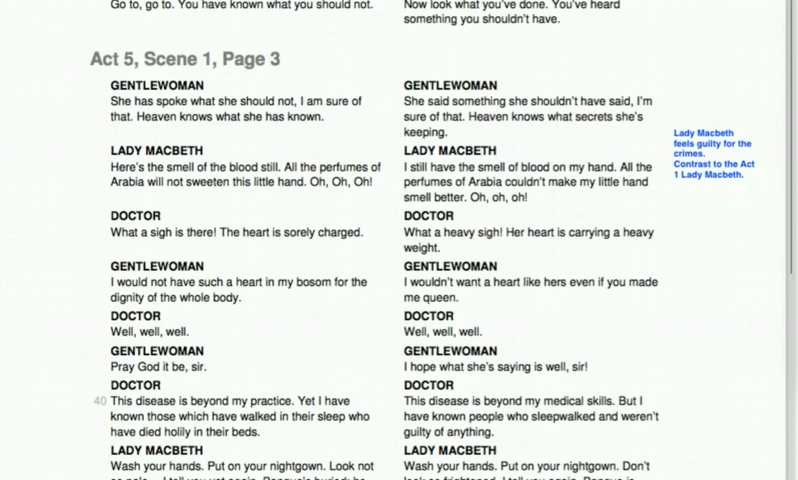 Go to, go to. You have known what you should not.
Now look what you've done. You've heard
something you shouldn't have.
Act 5, Scene 1, Page 3
GENTLEWOMAN
She has spoke what she should not, I am sure of
that. Heaven knows what she has known.
GENTLEWOMAN
She said something she shouldn't have said, I'm
sure of that. Heaven knows what secrets she's
keeping.
Lady Macbeth
feels guilty for the
crimes.
Contrast to the Act
1 Lady Macbeth.
LADY MACBETH
Here's the smell of the blood still. All the perfumes of
Arabia will not sweeten this little hand. Oh, Oh, Oh!
LADY MACBETH
I still have the smell of blood on my hand. All the
perfumes of Arabia couldn't make my little hand
smell better. Oh, oh, oh!
DOCTOR
What a sigh is there! The heart is sorely charged.
DOCTOR
What a heavy sigh! Her heart is carrying a heavy
weight.
GENTLEWOMAN
I would not have such a heart in my bosom for the
dignity of the whole body.
GENTLEWOMAN
I wouldn't want a heart like hers even if you made
me queen.
DOCTOR
Well, well, well.
DOCTOR
Well, well, well.
GENTLEWOMAN
Pray God it be, sir.
GENTLEWOMAN
I hope what she's saying is well, sir!
DOCTOR
40 This disease is beyond my practice. Yet I have
known those which have walked in their sleep who
have died holily in their beds.
DOCTOR
This disease is beyond my medical skills. But I
have known people who sleepwalked and weren't
guilty of anything.
LADY MACBETH
Wash your hands. Put on your nightgown. Look not
LADY MACBETH
Wash your hands. Put on your nightgown. Don't